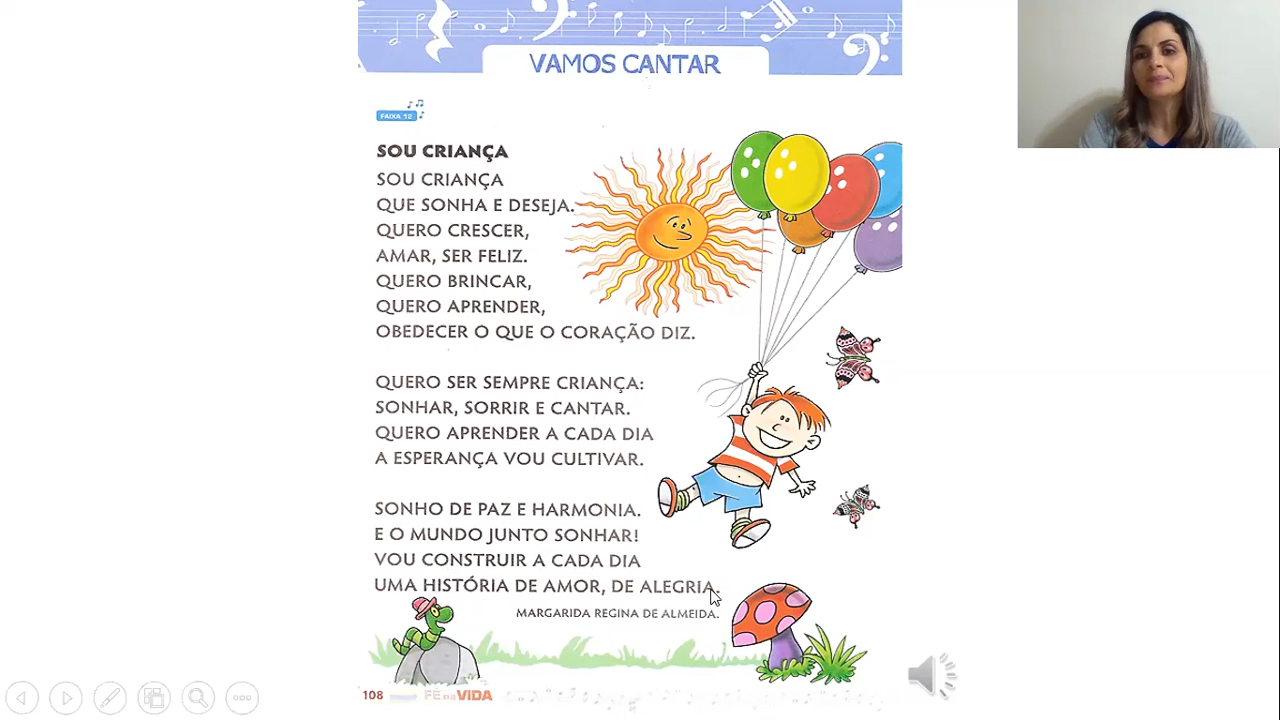 VAMOS CANTAR
FAIXA 12
SOU CRIANÇA
SOU CRIANÇA
QUE SONHA E DESEJA.
QUERO CRESCER,
AMAR, SER FELIZ.
QUERO BRINCAR,
QUERO APRENDER,
OBEDECER O QUE O CORAÇÃO DIZ.
QUERO SER SEMPRE CRIANÇA:
SONHAR, SORRIR E CANTAR.
QUERO APRENDER A CADA DIA
A ESPERANÇA VOU CULTIVAR.
SONHO DE PAZ E HARMONIA.
E O MUNDO JUNTO SONHAR!
VOU CONSTRUIR A CADA DIA
UMA HISTÓRIA DE AMOR, DE ALEGRIA.
MARGARIDA REGINA DE ALMEIDA.
108 FÉ na VIDA